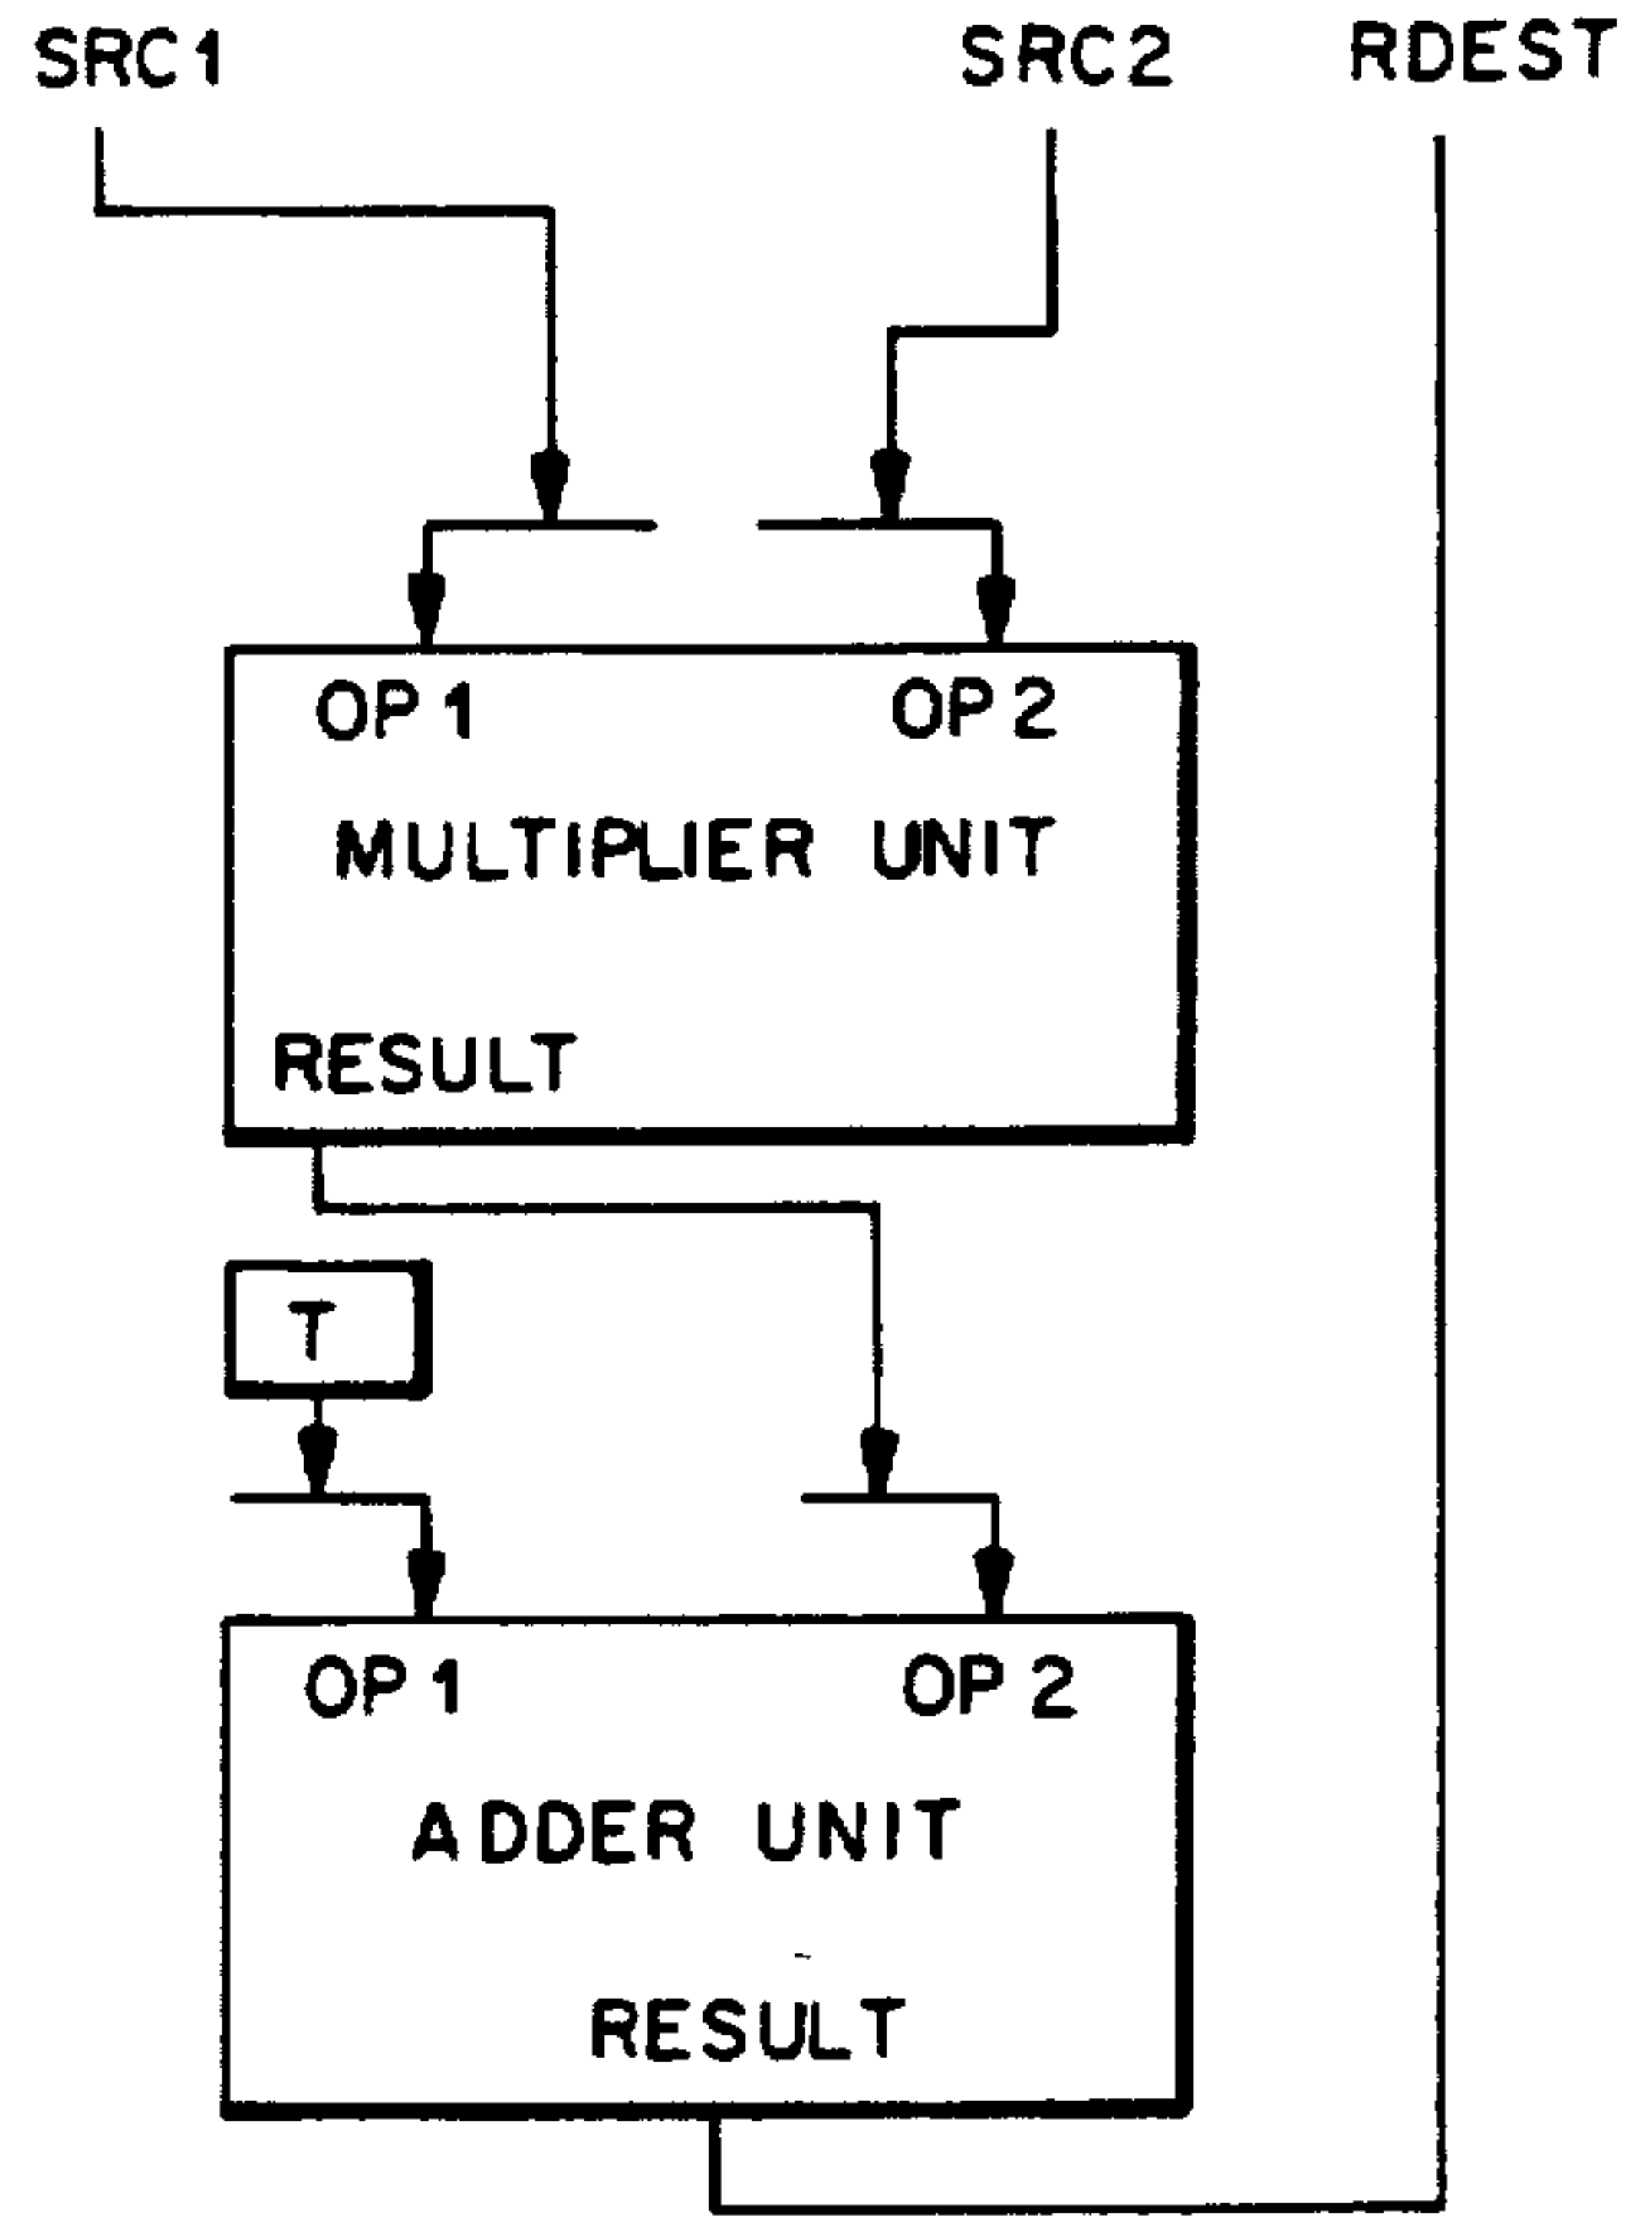 SRC1 SRC2 RDEST
OP1 OP2
MULTIPLIER UNIT
RESULT
T
OP1 OP2
ADDER UNIT
RESULT